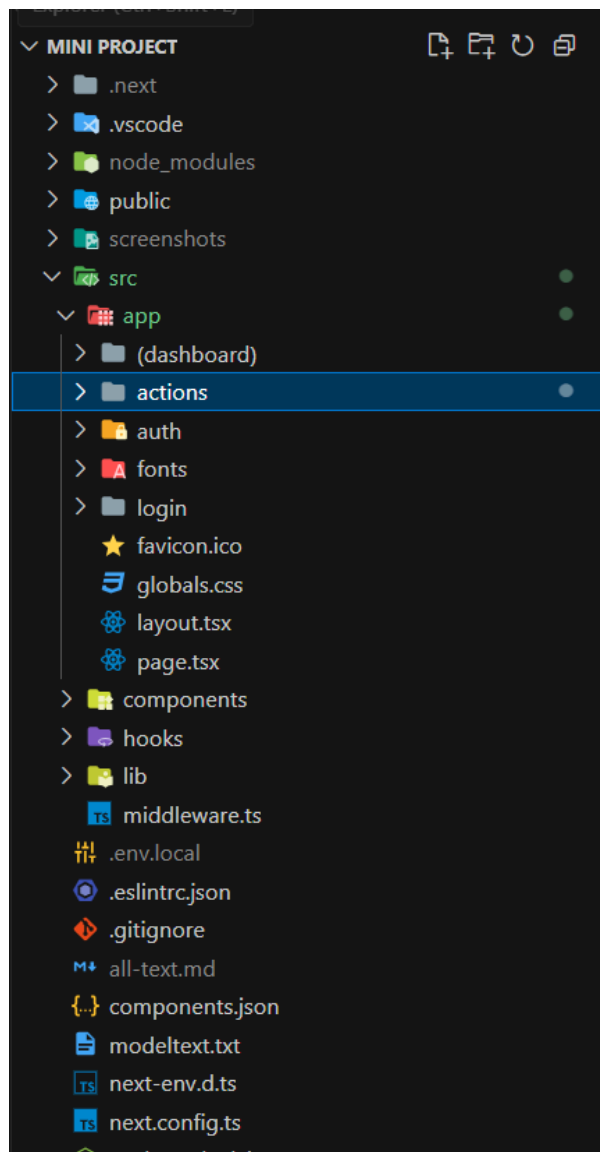 MINI PROJECT
.next
.vscode
node_modules
public
screenshots
src
app
(dashboard)
actions
auth
fonts
login
favicon.ico
globals.css
layout.tsx
page.tsx
components
hooks
lib
middleware.ts
.env.local
.eslintrc.json
.gitignore
all-text.md
components.json
modeltext.txt
next-env.d.ts
next.config.ts